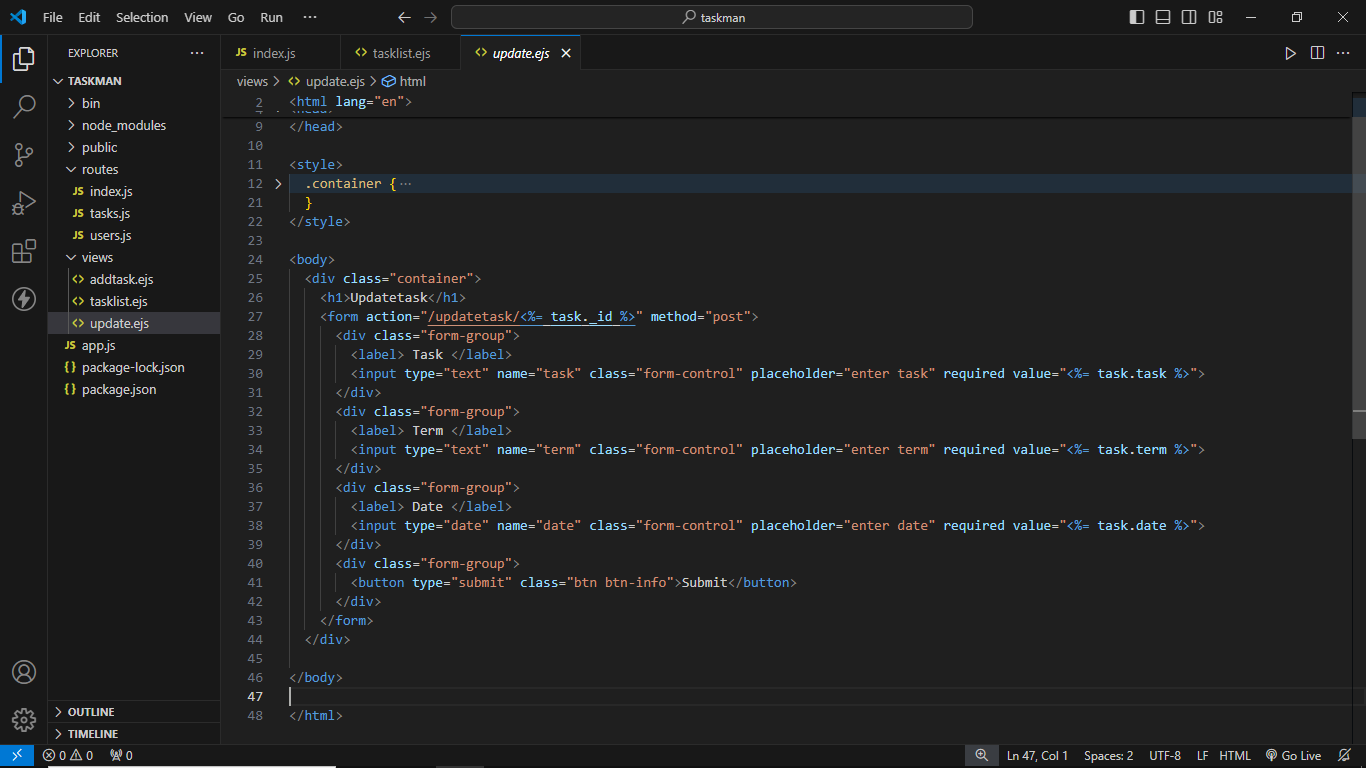 File Edit Selection View Go Run ···
taskman
EXPLORER ···
TASKMAN
bin
node_modules
public
routes
JS index.js
JS tasks.js
JS users.js
views
<> addtask.ejs
<> tasklist.ejs
<> update.ejs
JS app.js
{} package-lock.json
{} package.json
OUTLINE
TIMELINE
JS index.js <> tasklist.ejs <> update.ejs
views > <> update.ejs > html
2 <html lang="en">
9 </head>
10
11 <style>
12 .container {···
21 }
22 </style>
23
24 <body>
25 <div class="container">
26 <h1>Updatetask</h1>
27 <form action="/updatetask/<%= task._id %>" method="post">
28 <div class="form-group">
29 <label> Task </label>
30 <input type="text" name="task" class="form-control" placeholder="enter task" required value="<%= task.task %>">
31 </div>
32 <div class="form-group">
33 <label> Term </label>
34 <input type="text" name="term" class="form-control" placeholder="enter term" required value="<%= task.term %>">
35 </div>
36 <div class="form-group">
37 <label> Date </label>
38 <input type="date" name="date" class="form-control" placeholder="enter date" required value="<%= task.date %>">
39 </div>
40 <div class="form-group">
41 <button type="submit" class="btn btn-info">Submit</button>
42 </div>
43 </form>
44 </div>
45
46 </body>
47
48 </html>
0 0 0 Ln 47, Col 1 Spaces: 2 UTF-8 LF HTML Go Live